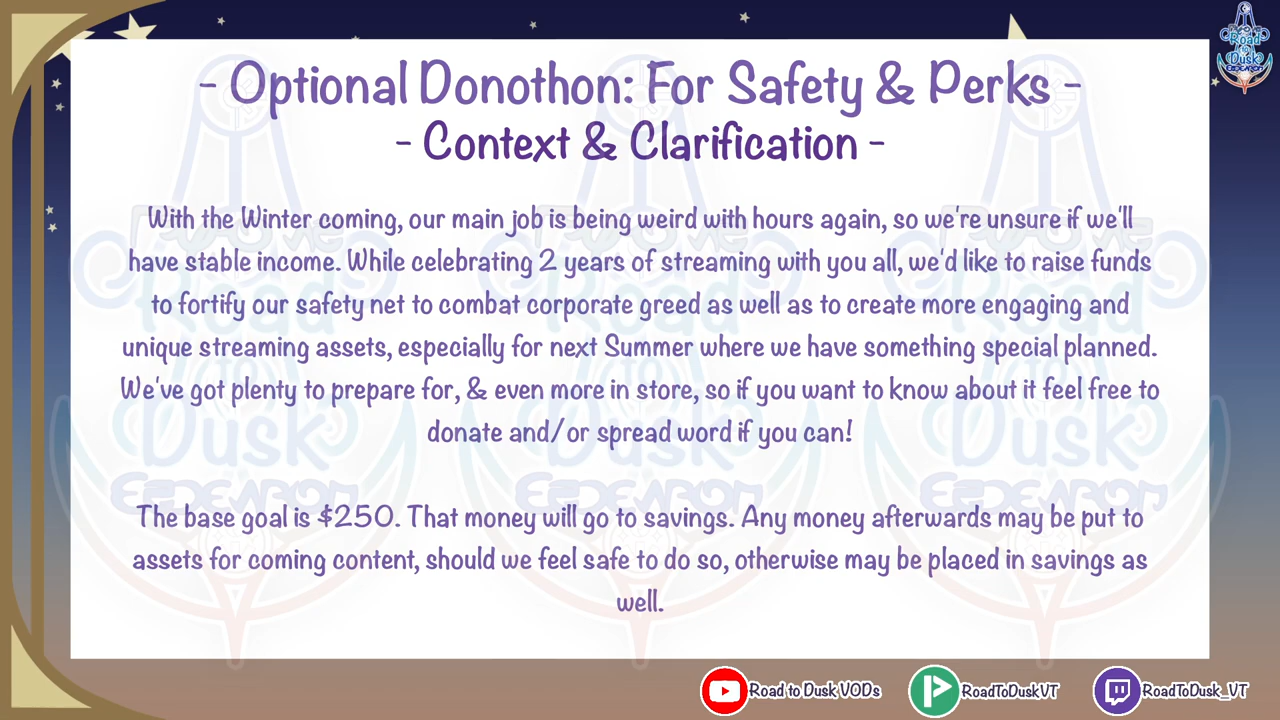 - Optional Donothon: For Safety & Perks -
- Context & Clarification -
With the Winter coming, our main job is being weird with hours again, so we're unsure if we'll
have stable income. While celebrating 2 years of streaming with you all, we'd like to raise funds
to fortify our safety net to combat corporate greed as well as to create more engaging and
unique streaming assets, especially for next Summer where we have something special planned.
We've got plenty to prepare for, & even more in store, so if you want to know about it feel free to
donate and/or spread word if you can!
The base goal is $250. That money will go to savings. Any money afterwards may be put to
assets for coming content, should we feel safe to do so, otherwise may be placed in savings as
well.
Road to Dusk VODs
RoadToDuskVT
RoadToDusk_VT
Road
to
Dusk